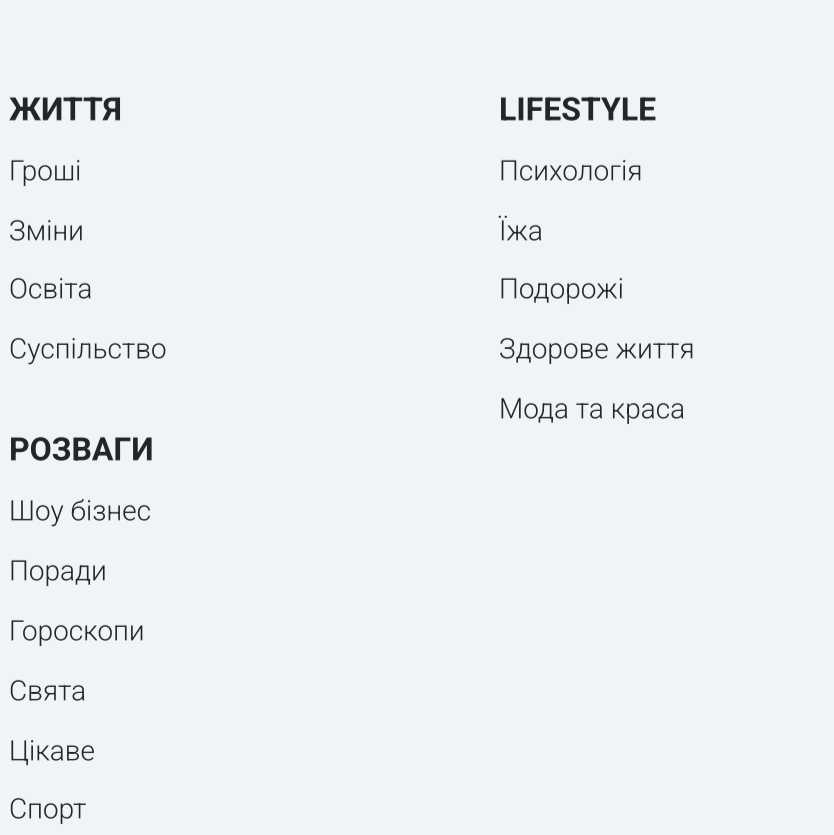 ЖИТТЯ
Гроші
Зміни
Освіта
Суспільство
РОЗВАГИ
Шоу бізнес
Поради
Гороскопи
Свята
Цікаве
Спорт
LIFESTYLE
Психологія
Їжа
Подорожі
Здорове життя
Мода та краса